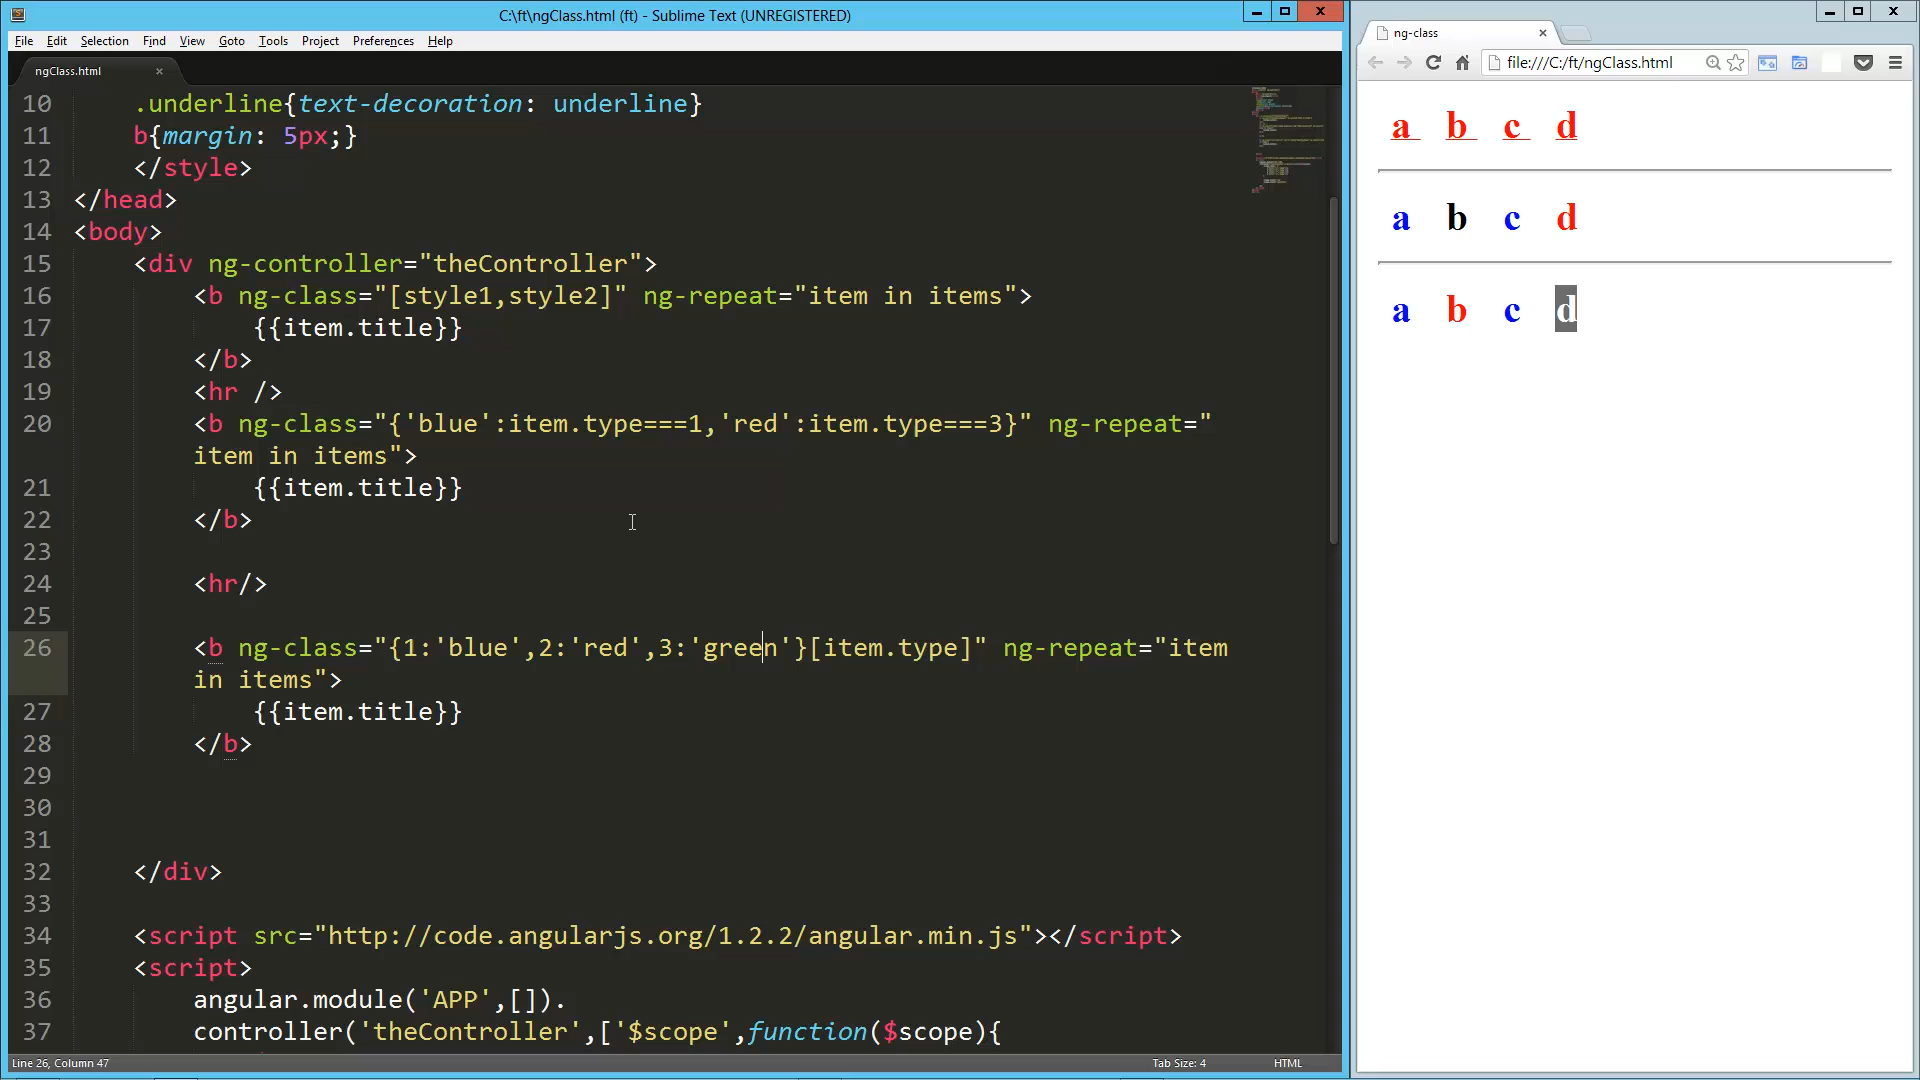 C:\ft\ngClass.html (ft) - Sublime Text (UNREGISTERED)
File Edit Selection Find View Goto Tools Project Preferences Help
ngClass.html
10 .underline{text-decoration: underline}
11 b{margin: 5px;}
12 </style>
13 </head>
14 <body>
15 <div ng-controller="theController">
16 <b ng-class="[style1,style2]" ng-repeat="item in items">
17 {{item.title}}
18 </b>
19 <hr />
20 <b ng-class="{'blue':item.type===1,'red':item.type===3}" ng-repeat="
item in items">
21 {{item.title}}
22 </b>
23
24 <hr/>
25
26 <b ng-class="{1:'blue',2:'red',3:'green'}[item.type]" ng-repeat="item
in items">
27 {{item.title}}
28 </b>
29
30
31
32 </div>
33
34 <script src="http://code.angularjs.org/1.2.2/angular.min.js"></script>
35 <script>
36 angular.module('APP',[]).
37 controller('theController',['$scope',function($scope){
Line 26, Column 47
Tab Size: 4
HTML
ng-class
file:///C:/ft/ngClass.html
a b c d
a b c d
a b c d